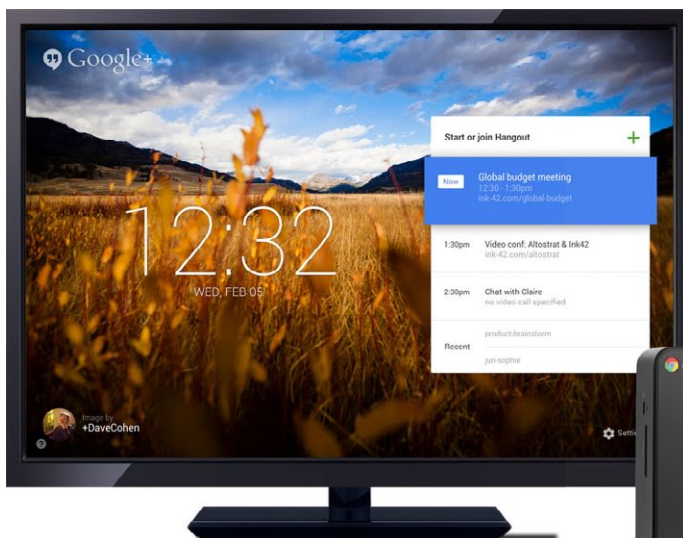 Google+
Start or join Hangout
Now
Global budget meeting
12:30 - 1:30pm
ink-42.com/global-budget
12:32
WED, FEB 05
1:30pm
Video conf: Altostrat & Ink42
ink-42.com/altostrat
2:30pm
Chat with Claire
no video call specified
Recent
product-brainstorm
jun-sophie
Image by
+DaveCohen
?